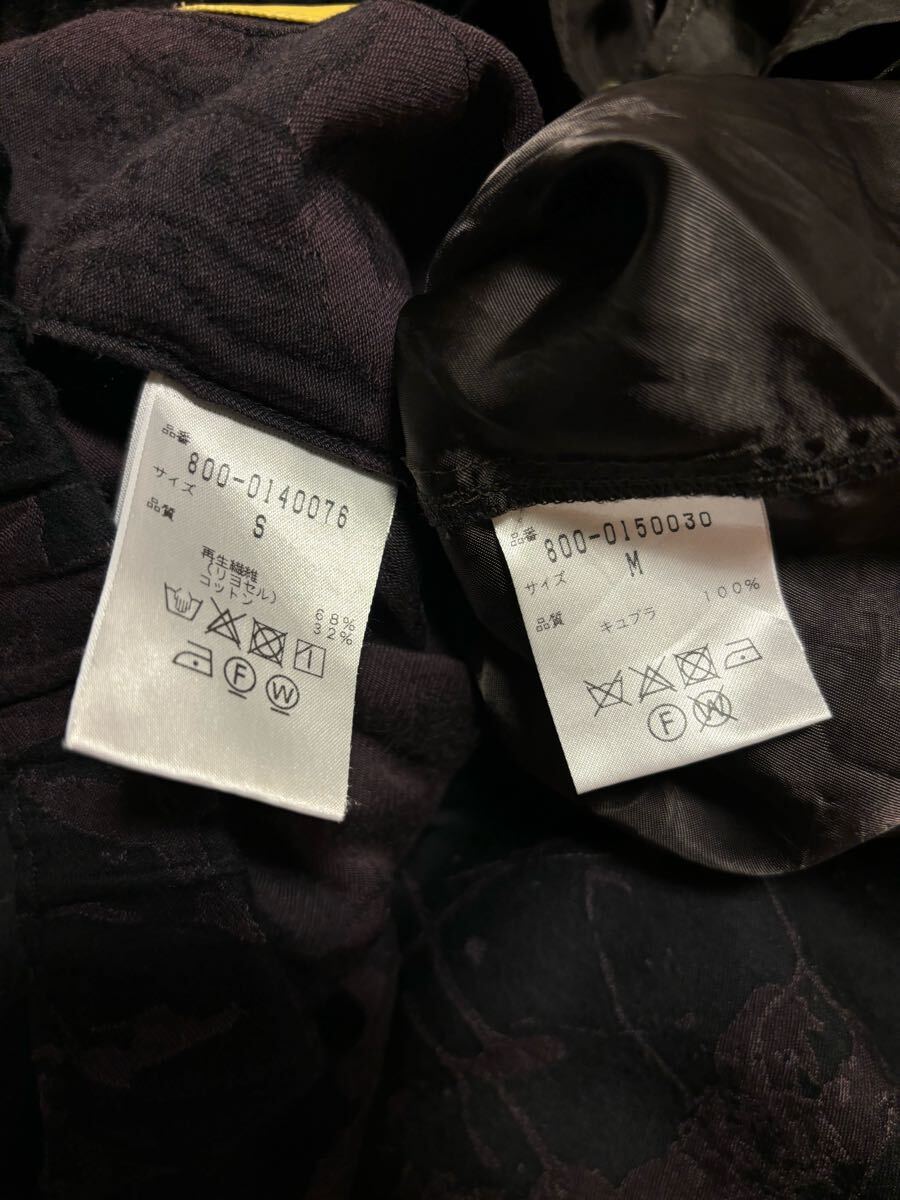 品番
800-0140076
サイズ
S
品質
再生繊維
(リヨセル)
コットン
68%
32%
1
F
W
品番
800-0150030
サイズ
M
品質
キュプラ 100%
F
W